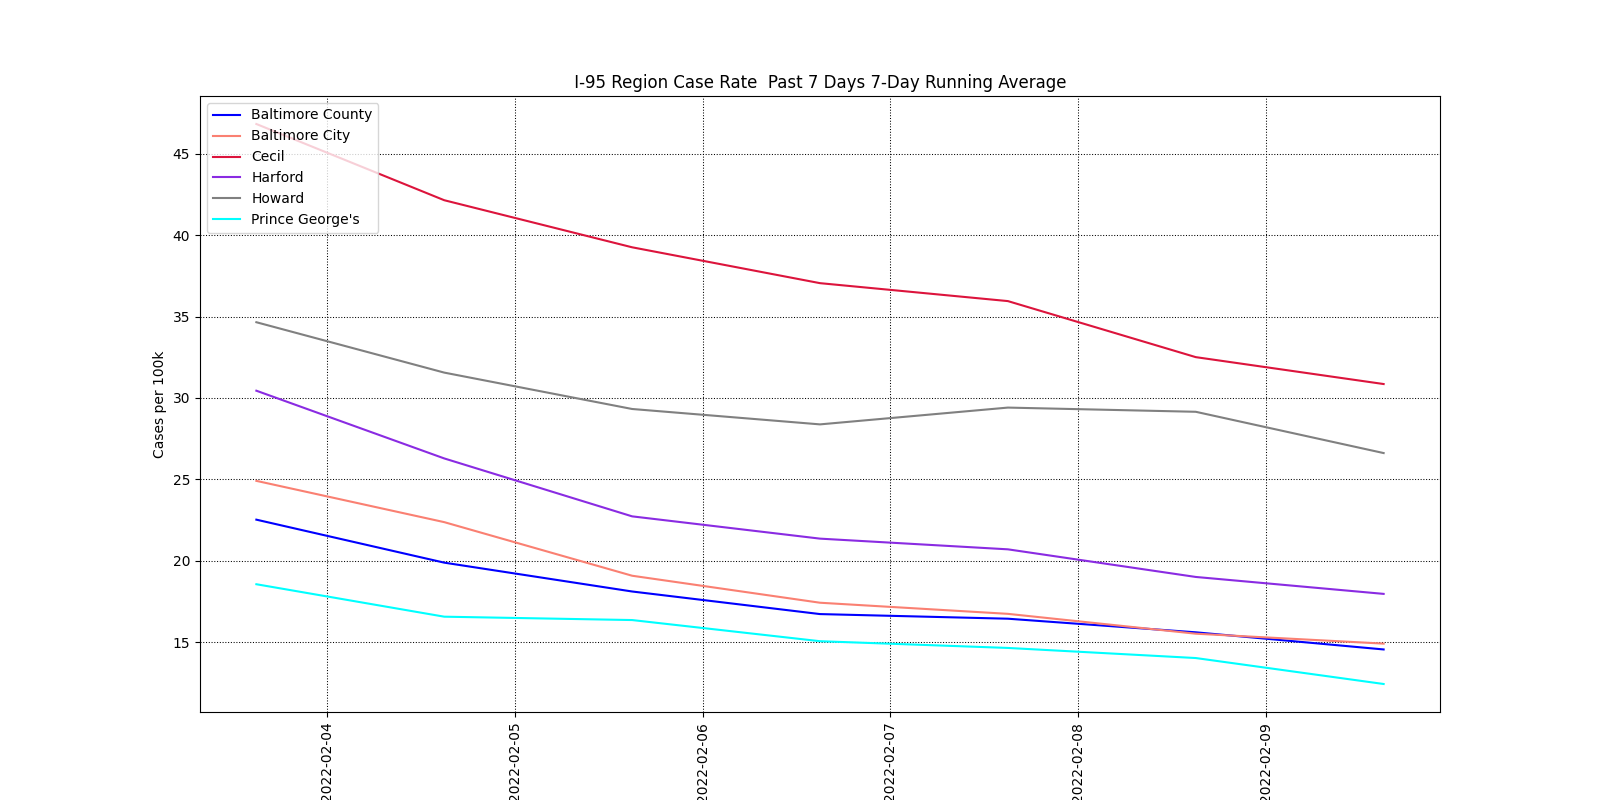 I-95 Region Case Rate  Past 7 Days 7-Day Running Average
Baltimore County
Baltimore City
Cecil
Harford
Howard
Prince George's
Cases per 100k
45
40
35
30
25
20
15
2022-02-04
2022-02-05
2022-02-06
2022-02-07
2022-02-08
2022-02-09